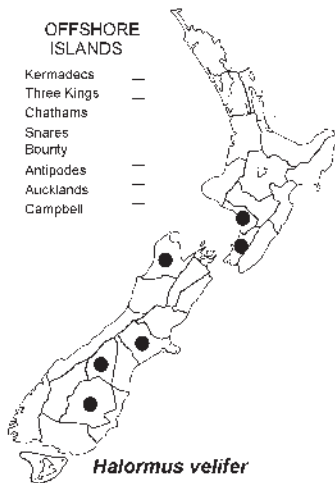 OFFSHORE
ISLANDS
Kermadecs —
Three Kings —
Chathams
Snares
Bounty
Antipodes —
Aucklands —
Campbell —
Halormus velifer